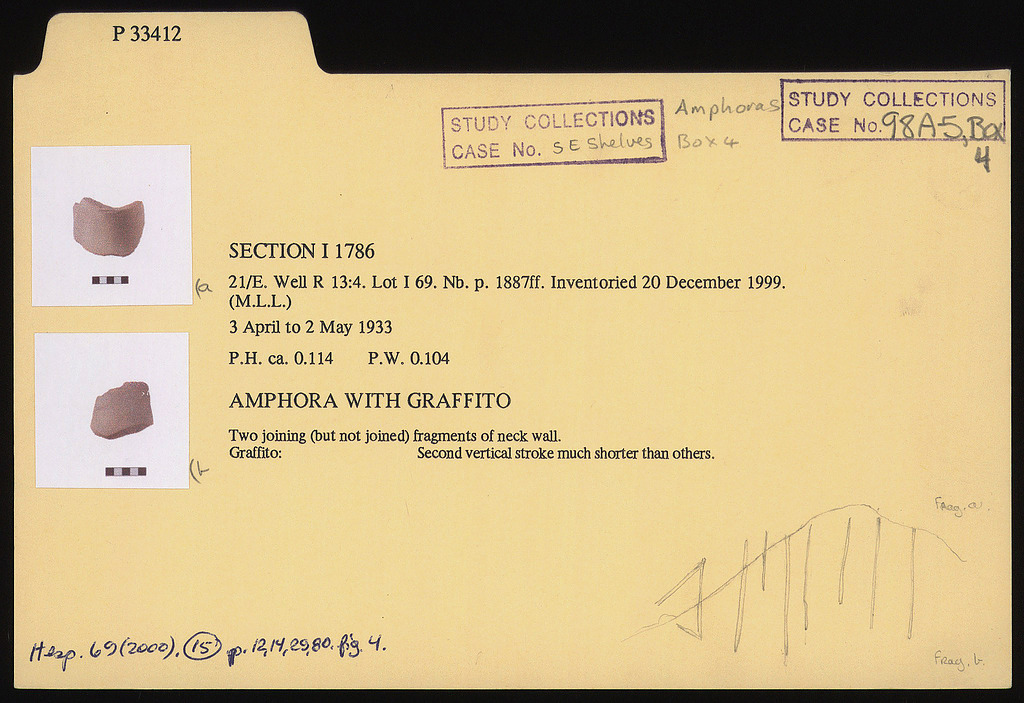 P 33412
STUDY COLLECTIONS
CASE No. SE Shelves
Amphoras
Box 4
STUDY COLLECTIONS
CASE No. 98A-5, Box
4
(a
(b
SECTION I 1786
21/E. Well R 13:4. Lot I 69. Nb. p. 1887ff. Inventoried 20 December 1999.
(M.L.L.)
3 April to 2 May 1933
P.H. ca. 0.114 P.W. 0.104
AMPHORA WITH GRAFFITO
Two joining (but not joined) fragments of neck wall.
Graffito: Second vertical stroke much shorter than others.
Frag. a.
Frag. b.
Hesp. 69 (2000), 15 p. 12,14,29,80. fig. 4.